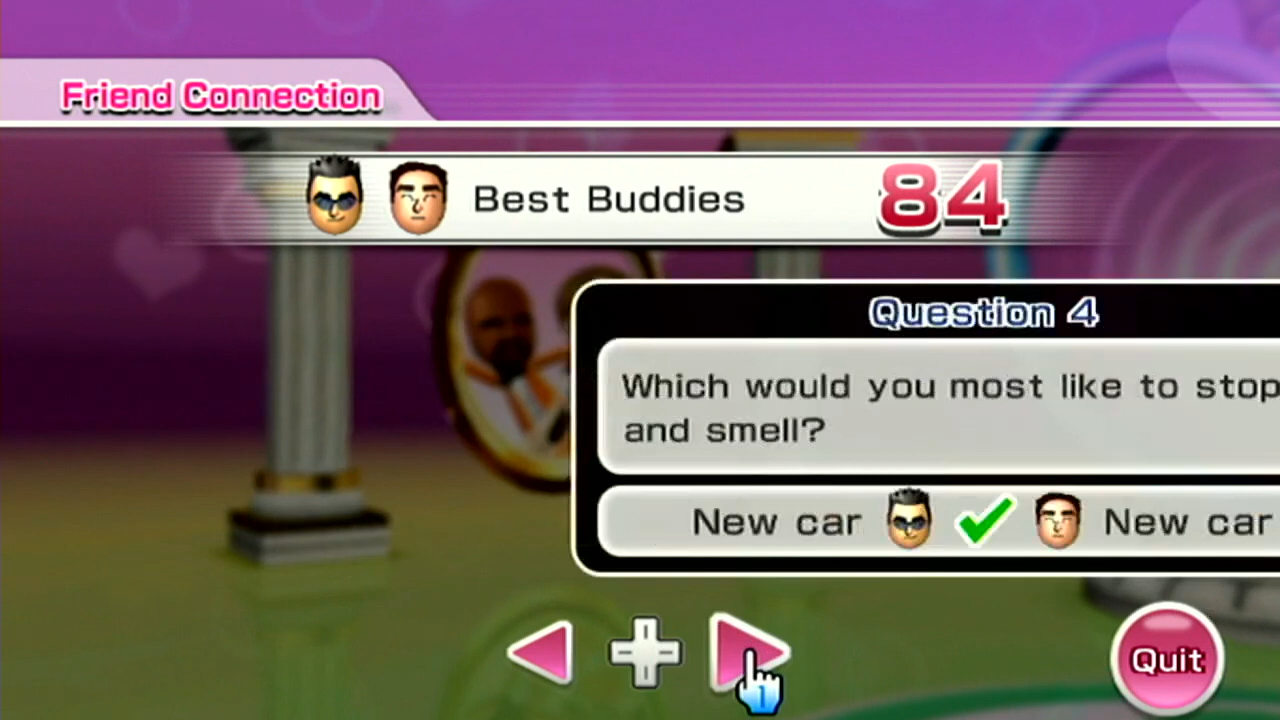 Friend Connection
Best Buddies 84
Question 4
Which would you most like to stop
and smell?
New car New car
1
Quit